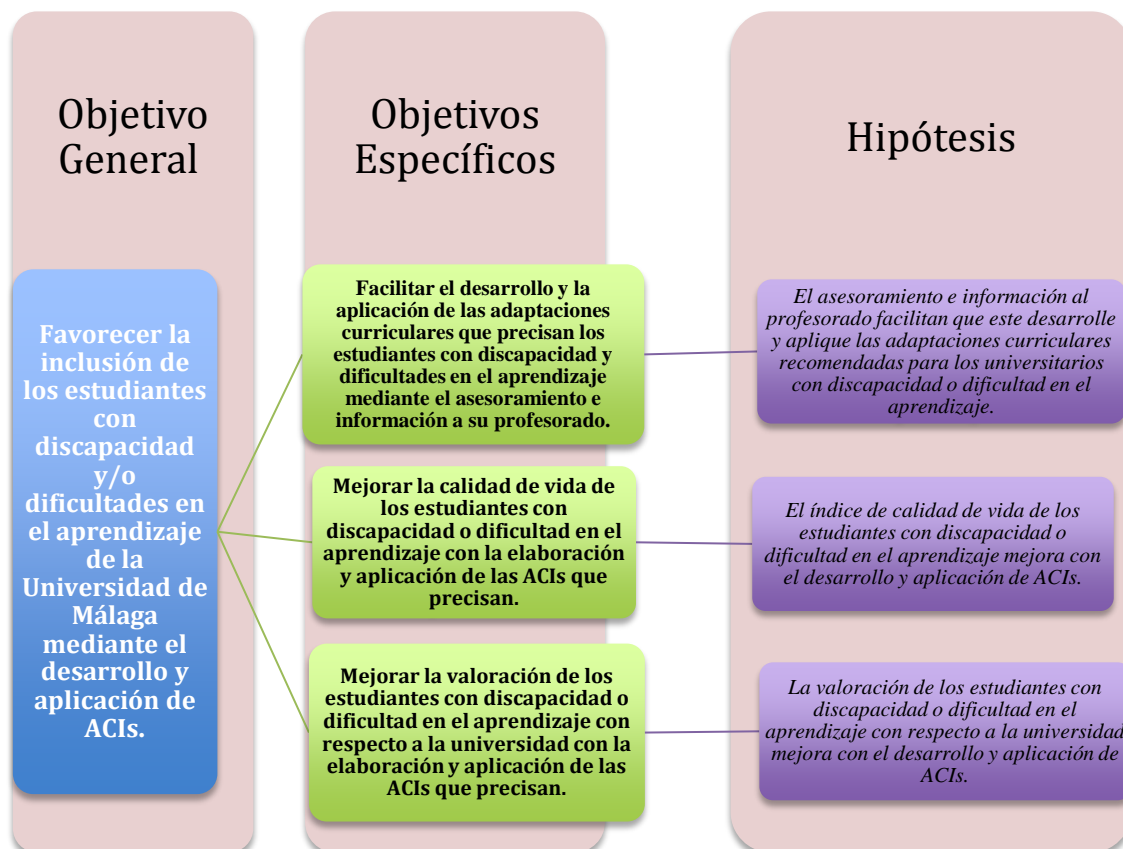 Objetivo
General
Favorecer la
inclusión de
los estudiantes
con
discapacidad
y/o
dificultades en
el aprendizaje
de la
Universidad de
Málaga
mediante el
desarrollo y
aplicación de
ACIs.
Objetivos
Específicos
Facilitar el desarrollo y la
aplicación de las adaptaciones
curriculares que precisan los
estudiantes con discapacidad y
dificultades en el aprendizaje
mediante el asesoramiento e
información a su profesorado.
Mejorar la calidad de vida de
los estudiantes con
discapacidad o dificultad en el
aprendizaje con la elaboración
y aplicación de las ACIs que
precisan.
Mejorar la valoración de los
estudiantes con discapacidad o
dificultad en el aprendizaje con
respecto a la universidad con la
elaboración y aplicación de las
ACIs que precisan.
Hipótesis
El asesoramiento e información al
profesorado facilitan que este desarrolle
y aplique las adaptaciones curriculares
recomendadas para los universitarios
con discapacidad o dificultad en el
aprendizaje.
El índice de calidad de vida de los
estudiantes con discapacidad o
dificultad en el aprendizaje mejora con
el desarrollo y aplicación de ACIs.
La valoración de los estudiantes con
discapacidad o dificultad en el
aprendizaje con respecto a la universidad
mejora con el desarrollo y aplicación de
ACIs.